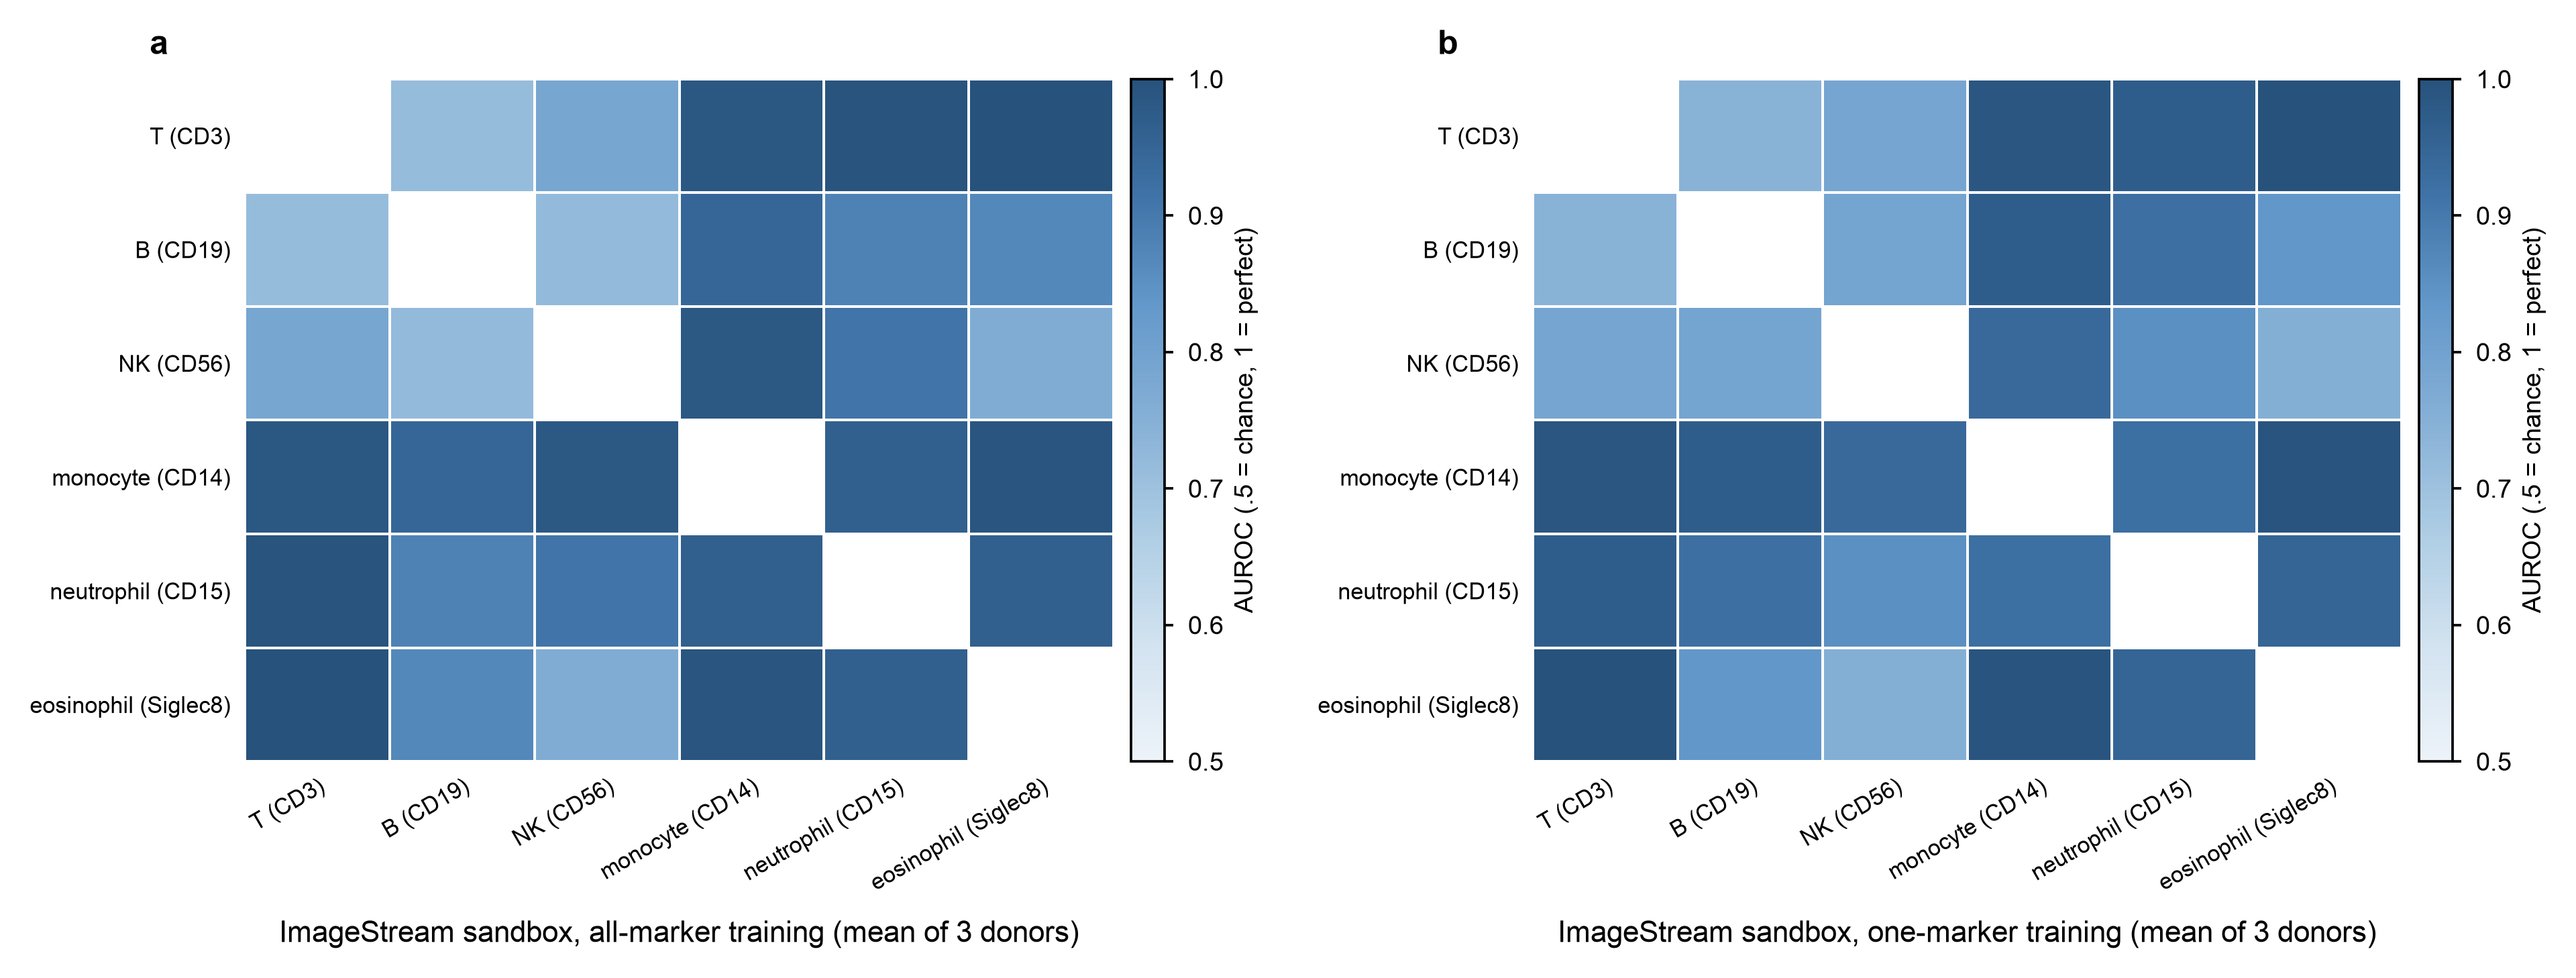 a
T (CD3)
B (CD19)
NK (CD56)
monocyte (CD14)
neutrophil (CD15)
eosinophil (Siglec8)
T (CD3)
B (CD19)
NK (CD56)
monocyte (CD14)
neutrophil (CD15)
eosinophil (Siglec8)
1.0
0.9
0.8
0.7
0.6
0.5
AUROC (.5 = chance, 1 = perfect)
ImageStream sandbox, all-marker training (mean of 3 donors)
b
T (CD3)
B (CD19)
NK (CD56)
monocyte (CD14)
neutrophil (CD15)
eosinophil (Siglec8)
T (CD3)
B (CD19)
NK (CD56)
monocyte (CD14)
neutrophil (CD15)
eosinophil (Siglec8)
1.0
0.9
0.8
0.7
0.6
0.5
AUROC (.5 = chance, 1 = perfect)
ImageStream sandbox, one-marker training (mean of 3 donors)